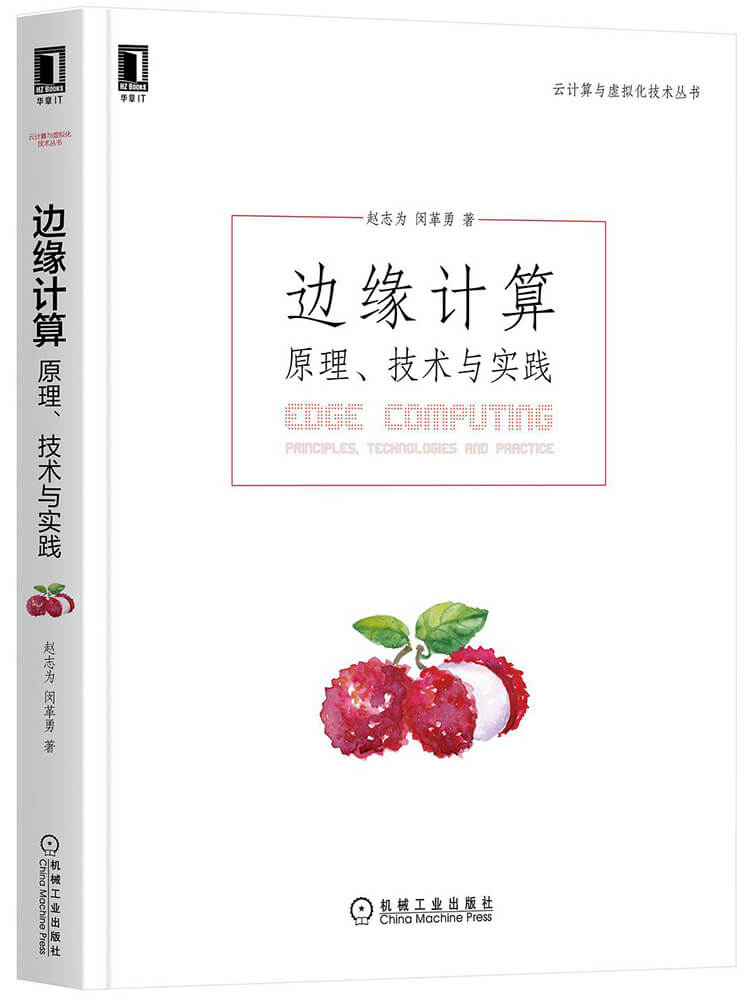 HZ BOOKS
华章IT
云计算与虚拟化
技术丛书
边缘计算
原理、技术与实践
赵志为 闵革勇 著
机械工业出版社
China Machine Press
HZ BOOKS
华章IT
云计算与虚拟化技术丛书
赵志为 闵革勇 著
边缘计算
原理、技术与实践
EDGE COMPUTING
PRINCIPLES, TECHNOLOGIES AND PRACTICE
机械工业出版社
China Machine Press